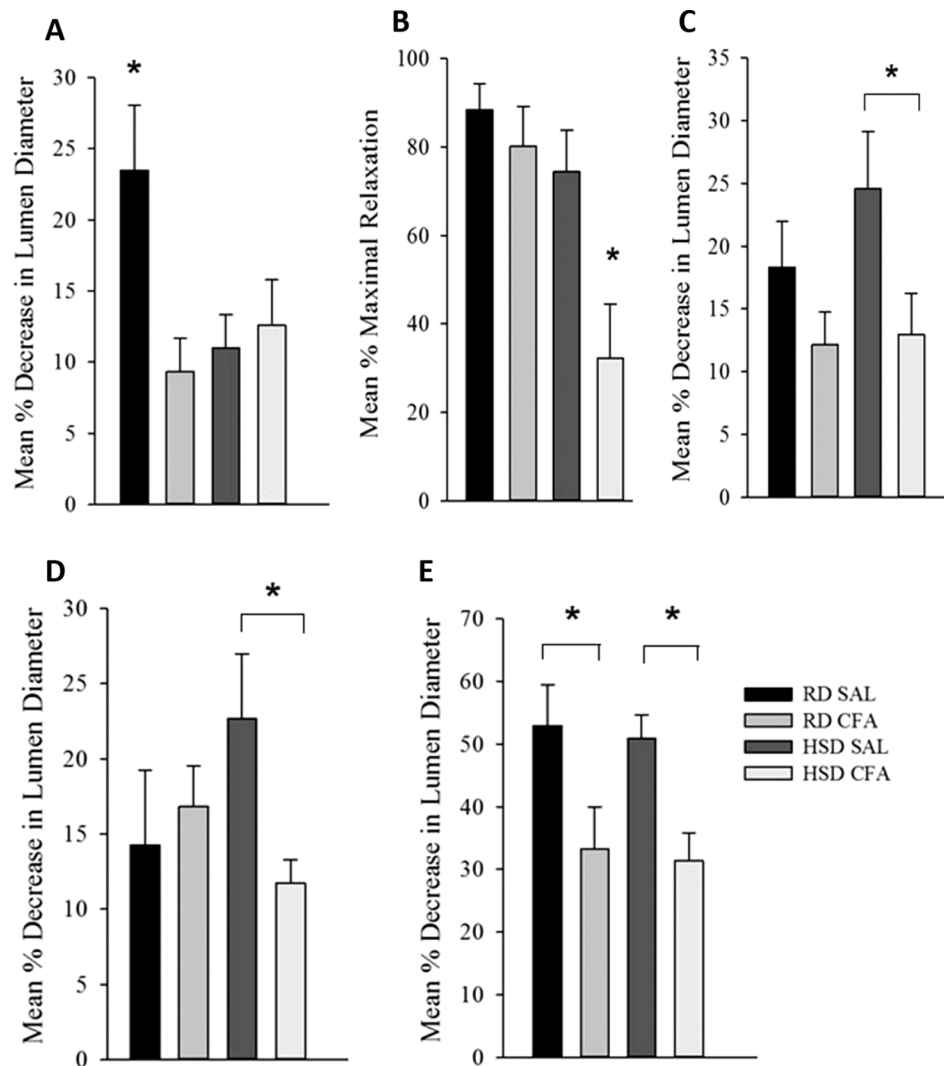 A
Mean % Decrease in Lumen Diameter
30
25
20
15
10
5
0
*
B
Mean % Maximal Relaxation
100
80
60
40
20
0
*
C
Mean % Decrease in Lumen Diameter
35
30
25
20
15
10
5
0
*
D
Mean % Decrease in Lumen Diameter
30
25
20
15
10
5
0
*
E
Mean % Decrease in Lumen Diameter
70
60
50
40
30
20
10
0
* *
RD SAL
RD CFA
HSD SAL
HSD CFA